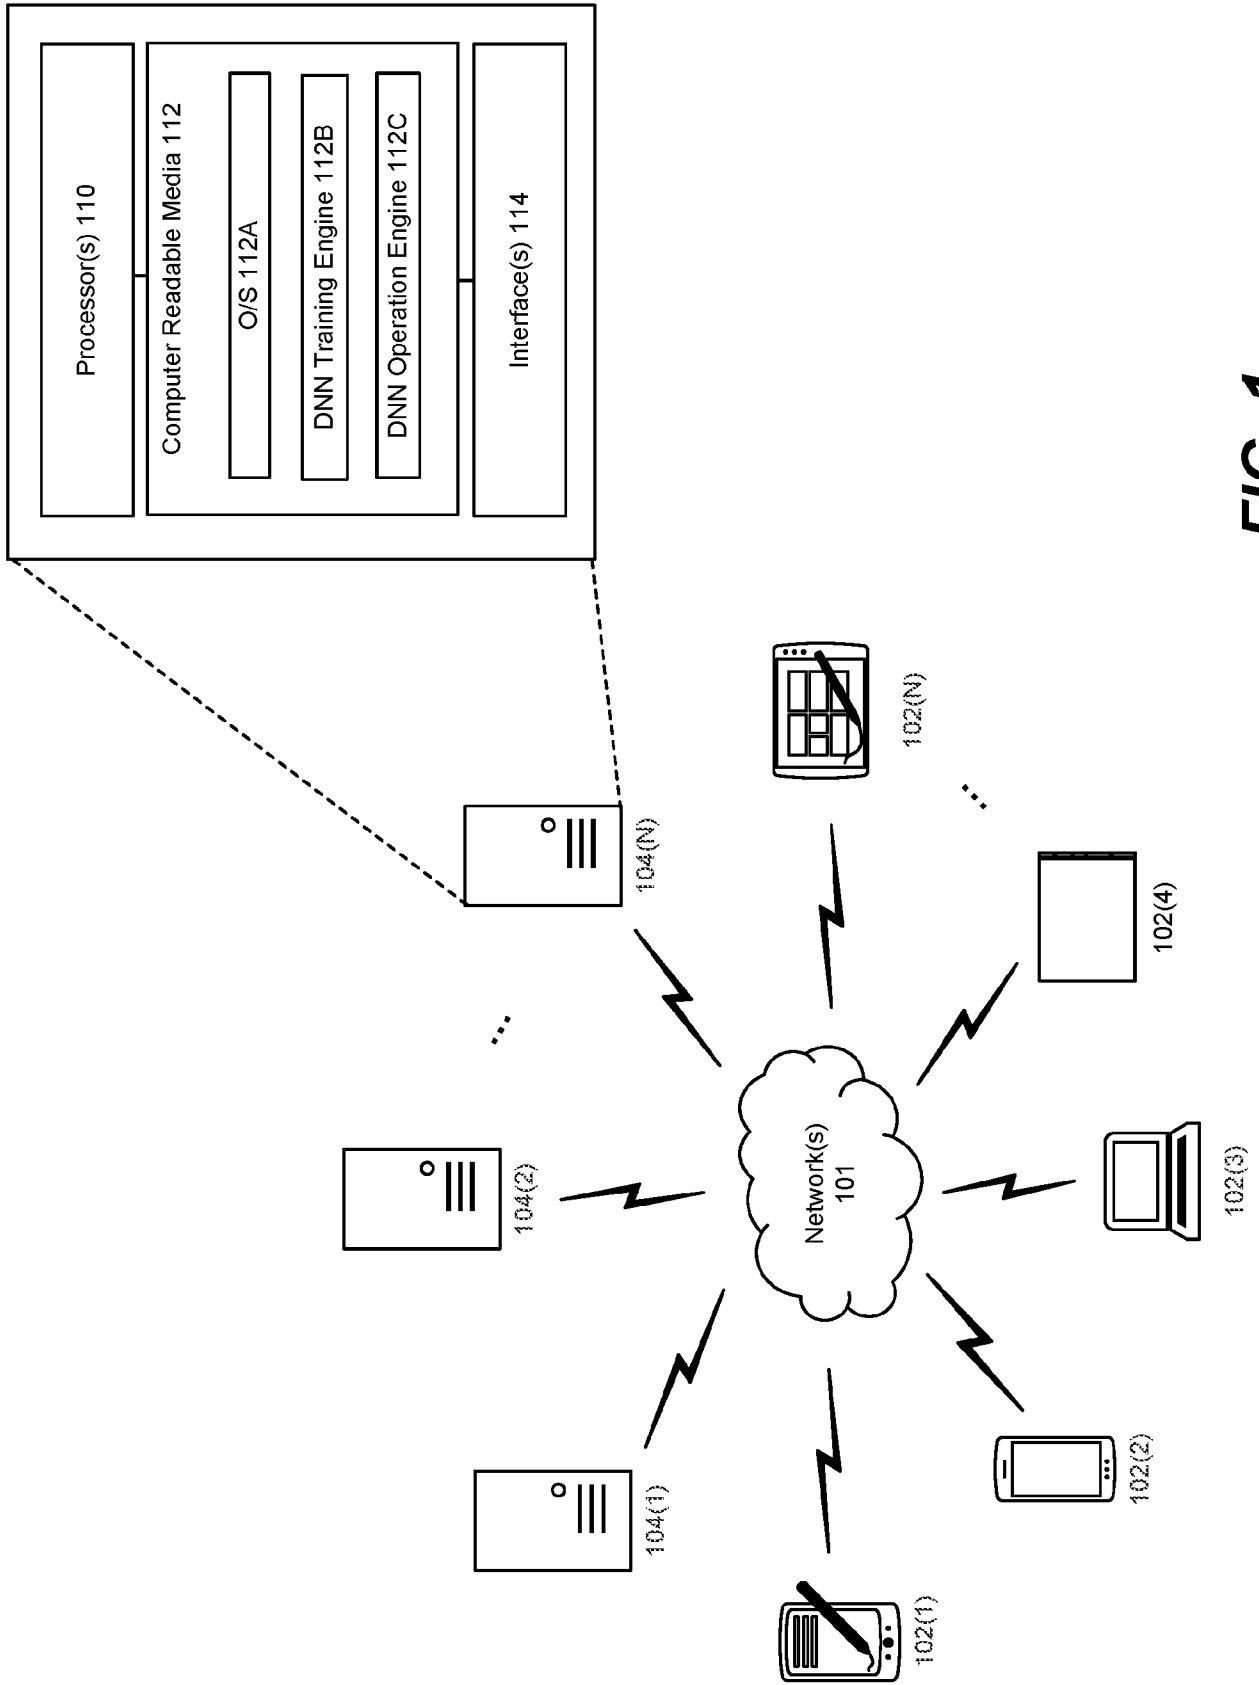 Processor(s) 110
Computer Readable Media 112
O/S 112A
DNN Training Engine 112B
DNN Operation Engine 112C
Interface(s) 114
104(1)
104(2)
104(N)
Network(s)
101
102(1)
102(2)
102(3)
102(4)
102(N)
FIG. 1